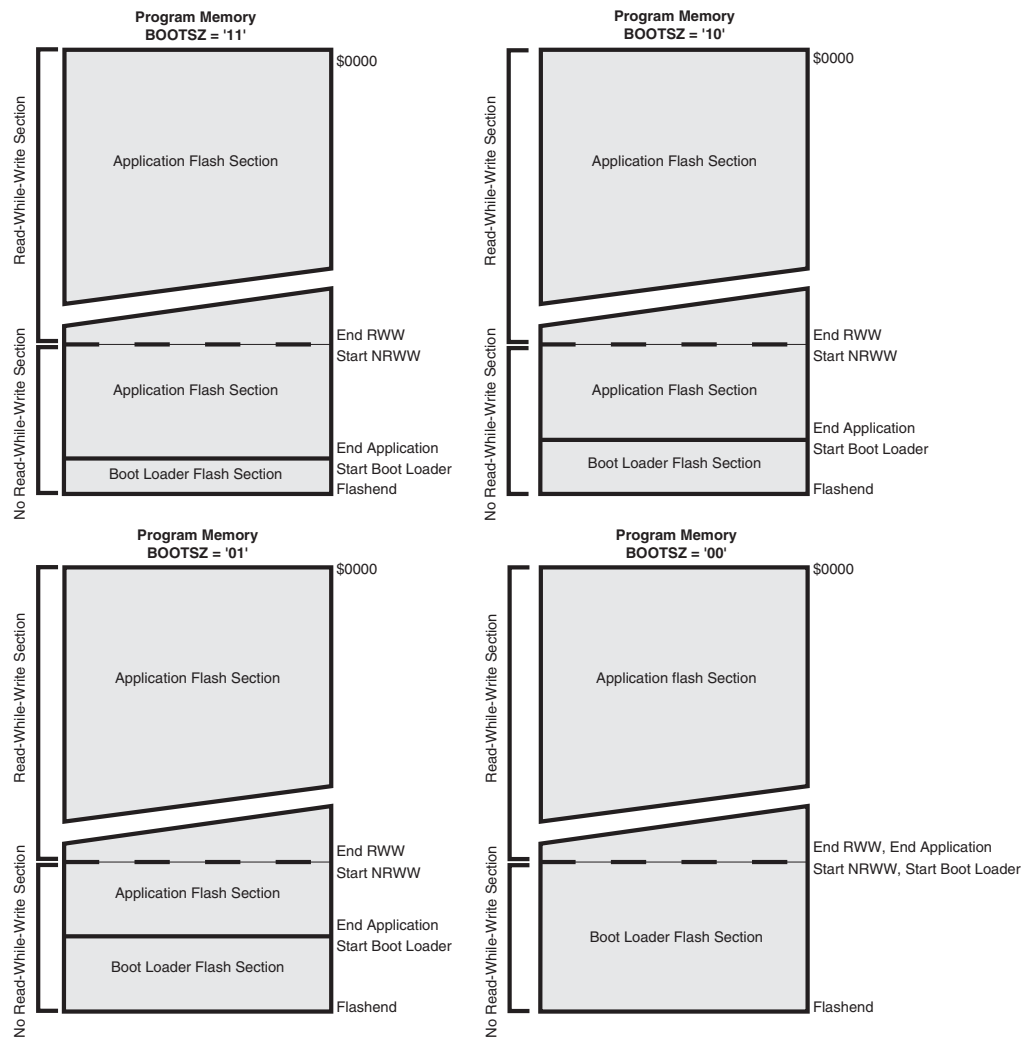 Program Memory
BOOTSZ = '11'
$0000
Read-While-Write Section
Application Flash Section
End RWW
Start NRWW
No Read-While-Write Section
Application Flash Section
End Application
Start Boot Loader
Boot Loader Flash Section
Flashend
Program Memory
BOOTSZ = '10'
$0000
Read-While-Write Section
Application Flash Section
End RWW
Start NRWW
No Read-While-Write Section
Application Flash Section
End Application
Start Boot Loader
Boot Loader Flash Section
Flashend
Program Memory
BOOTSZ = '01'
$0000
Read-While-Write Section
Application Flash Section
End RWW
Start NRWW
No Read-While-Write Section
Application Flash Section
End Application
Start Boot Loader
Boot Loader Flash Section
Flashend
Program Memory
BOOTSZ = '00'
$0000
Read-While-Write Section
Application flash Section
End RWW, End Application
Start NRWW, Start Boot Loader
No Read-While-Write Section
Boot Loader Flash Section
Flashend